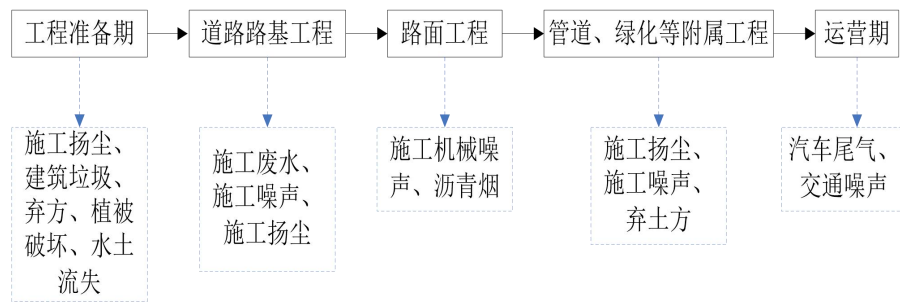 工程准备期
道路路基工程
路面工程
管道、绿化等附属工程
运营期
施工扬尘、
建筑垃圾、
弃方、植被
破坏、水土
流失
施工废水、
施工噪声、
施工扬尘
施工机械噪
声、沥青烟
施工扬尘、
施工噪声、
弃土方
汽车尾气、
交通噪声